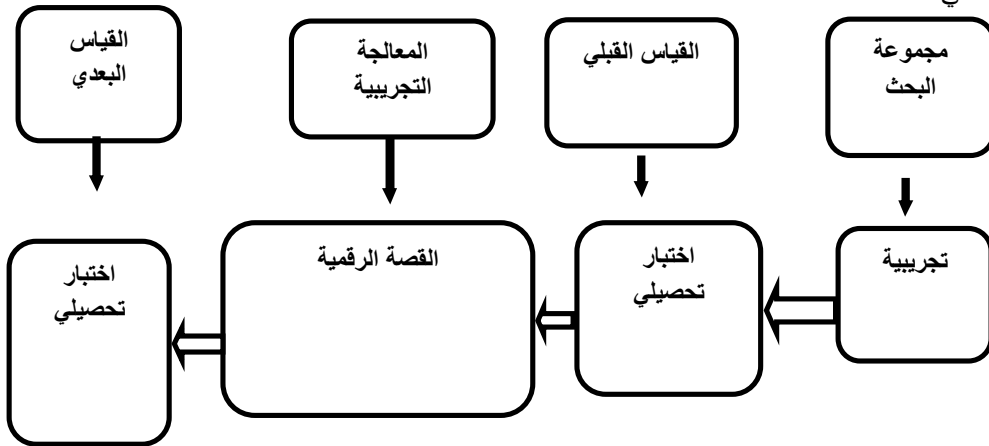 ي
مجموعة
البحث
القياس القبلي
المعالجة
التجريبية
القياس
البعدي
تجريبية
اختبار
تحصيلي
القصة الرقمية
اختبار
تحصيلي